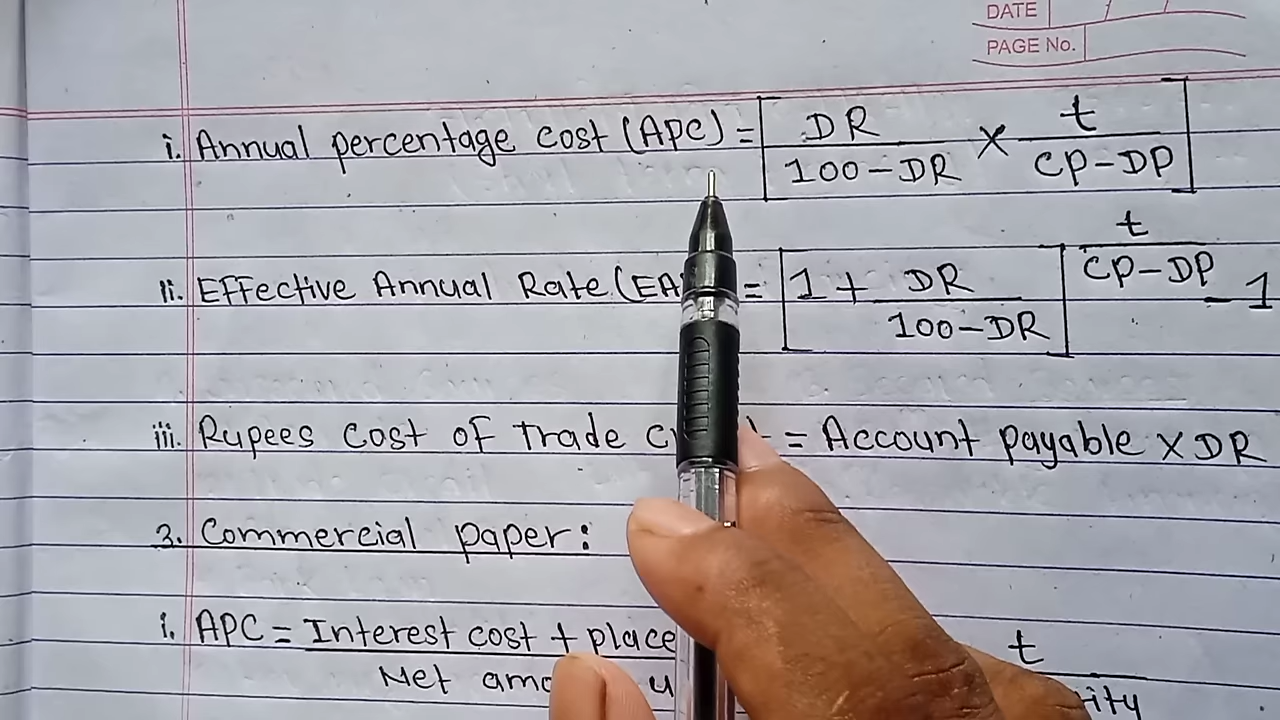 DATE
PAGE No.
i. Annual percentage cost (APC) = [DR / 100-DR × t / CP-DP]
ii. Effective Annual Rate (EA = [1 + DR / 100-DR]^(t / CP-DP) - 1
iii. Rupees cost of trade = Account payable × DR
3. Commercial paper:
i. APC = Interest cost + place t
Net